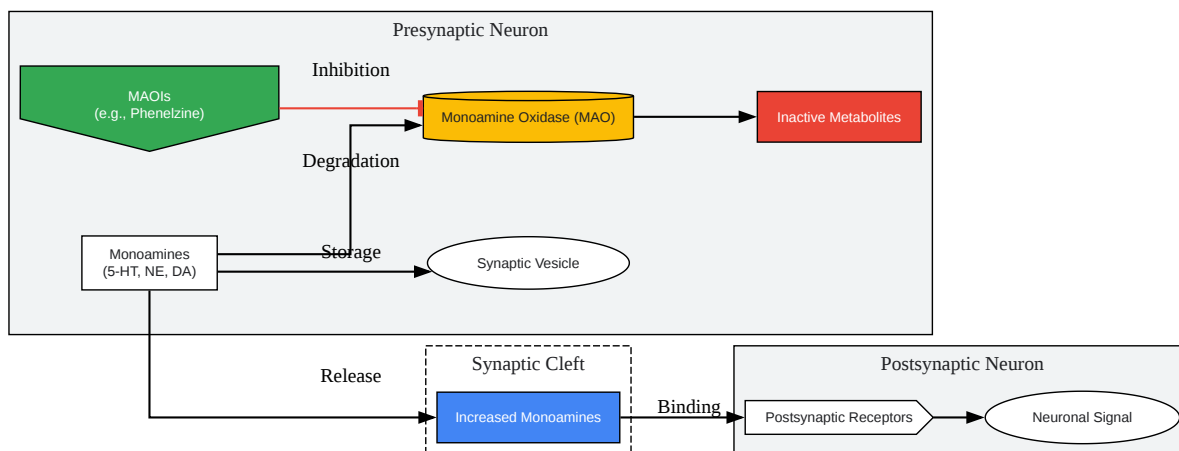 Presynaptic Neuron
Inhibition
MAOIs
(e.g., Phenelzine)
Monoamine Oxidase (MAO)
Inactive Metabolites
Degradation
Monoamines
(5-HT, NE, DA)
Storage
Synaptic Vesicle
Synaptic Cleft
Postsynaptic Neuron
Release
Increased Monoamines
Binding
Postsynaptic Receptors
Neuronal Signal